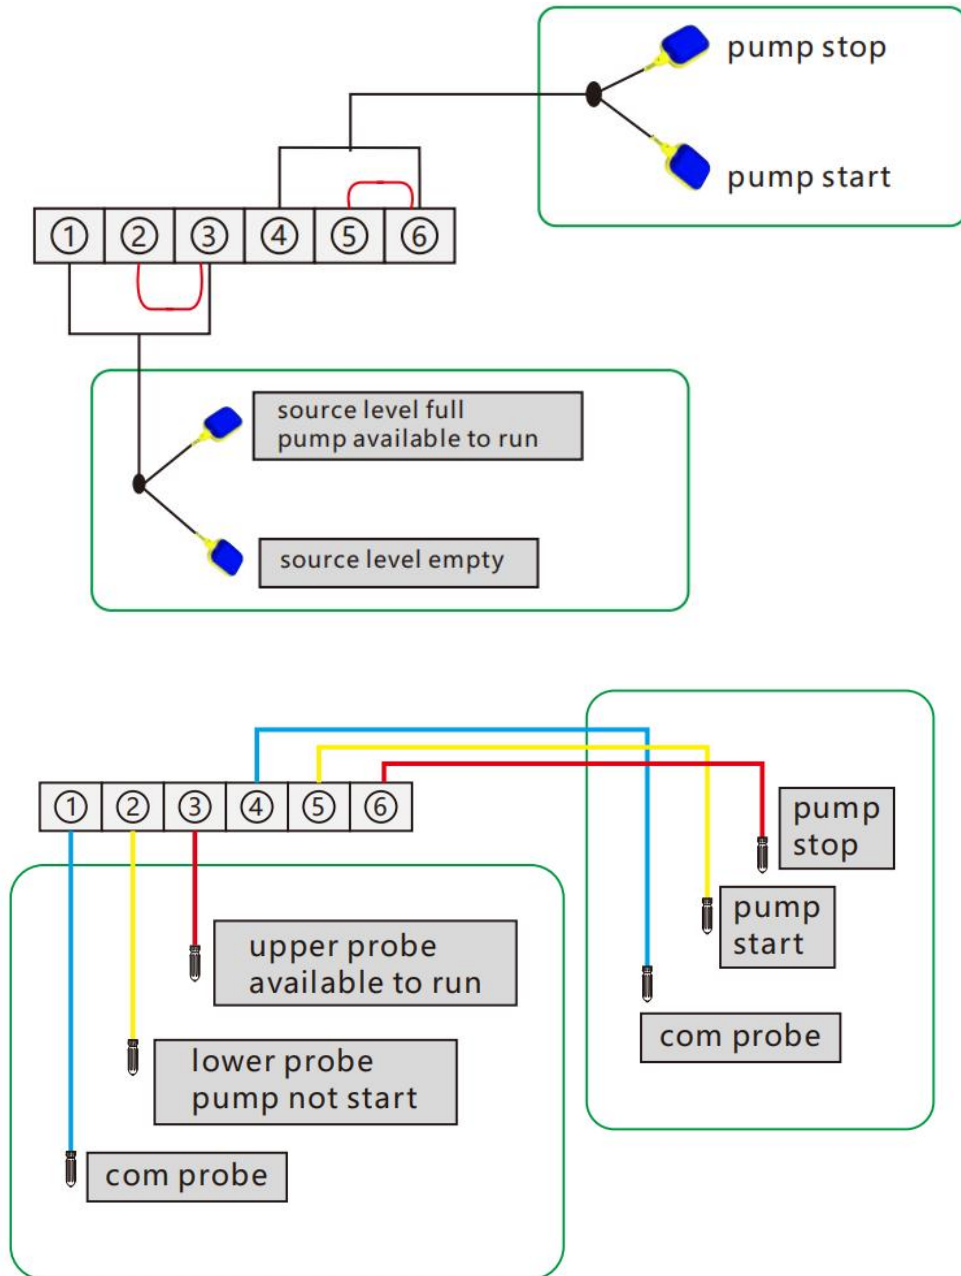 pump stop
pump start
① ② ③ ④ ⑤ ⑥
source level full
pump available to run
source level empty
① ② ③ ④ ⑤ ⑥
pump
stop
pump
start
upper probe
available to run
com probe
lower probe
pump not start
com probe